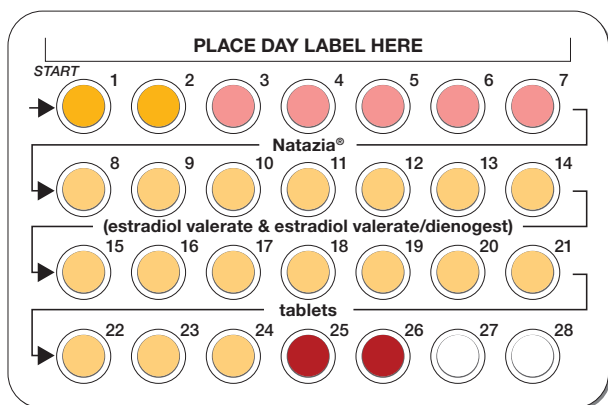 PLACE DAY LABEL HERE
START
1 2 3 4 5 6 7
Natazia®
8 9 10 11 12 13 14
(estradiol valerate & estradiol valerate/dienogest)
15 16 17 18 19 20 21
tablets
22 23 24 25 26 27 28